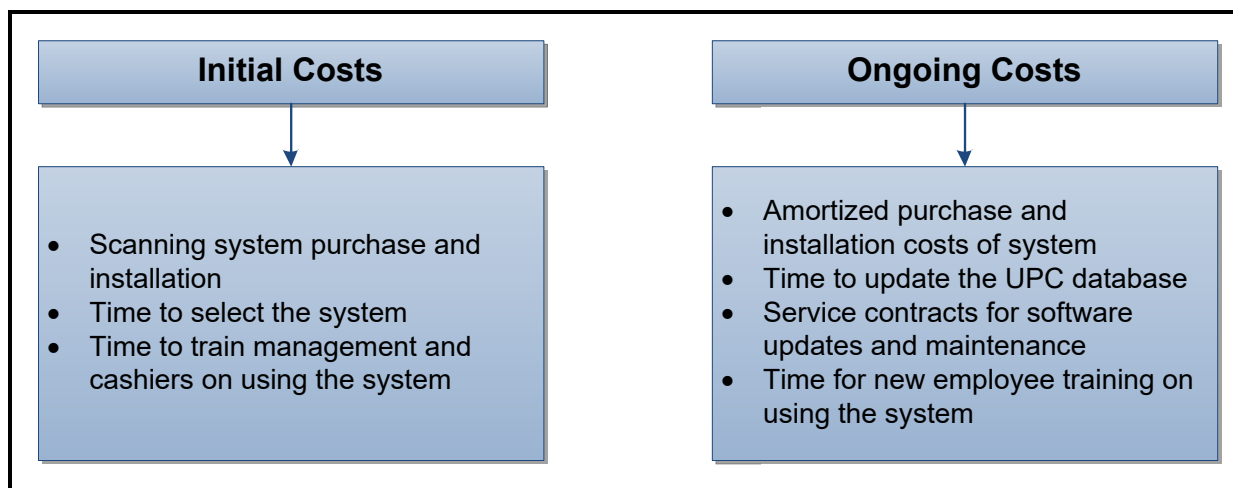 Initial Costs
• Scanning system purchase and
installation
• Time to select the system
• Time to train management and
cashiers on using the system
Ongoing Costs
• Amortized purchase and
installation costs of system
• Time to update the UPC database
• Service contracts for software
updates and maintenance
• Time for new employee training on
using the system